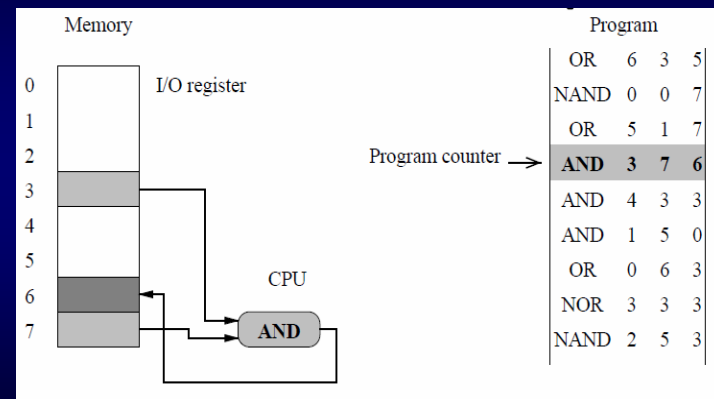 Memory
0
1
2
3
4
5
6
7
I/O register
CPU
AND
Program counter
Program
OR 6 3 5
NAND 0 0 7
OR 5 1 7
AND 3 7 6
AND 4 3 3
AND 1 5 0
OR 0 6 3
NOR 3 3 3
NAND 2 5 3